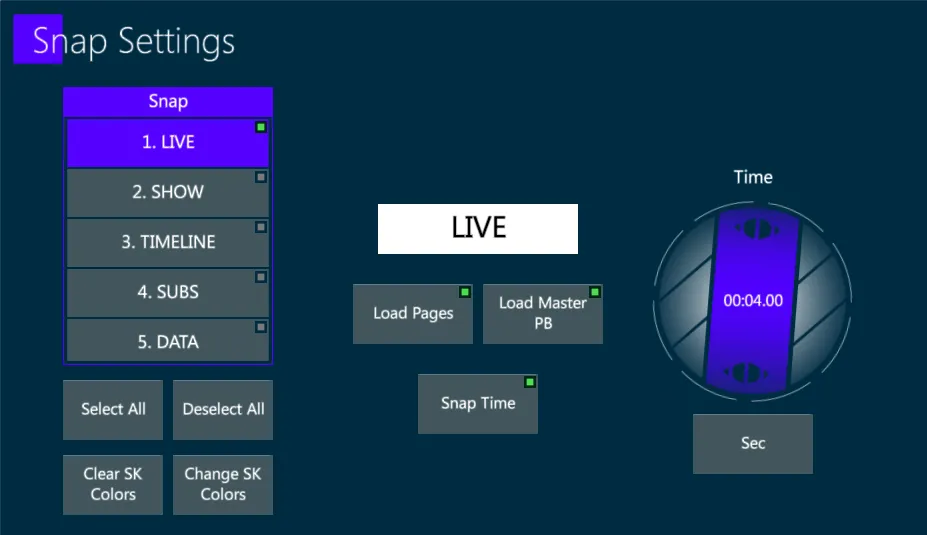 Snap Settings
Snap
1. LIVE
2. SHOW
3. TIMELINE
4. SUBS
5. DATA
Select All
Deselect All
Clear SK
Colors
Change SK
Colors
LIVE
Load Pages
Load Master
PB
Snap Time
Time
00:04.00
Sec